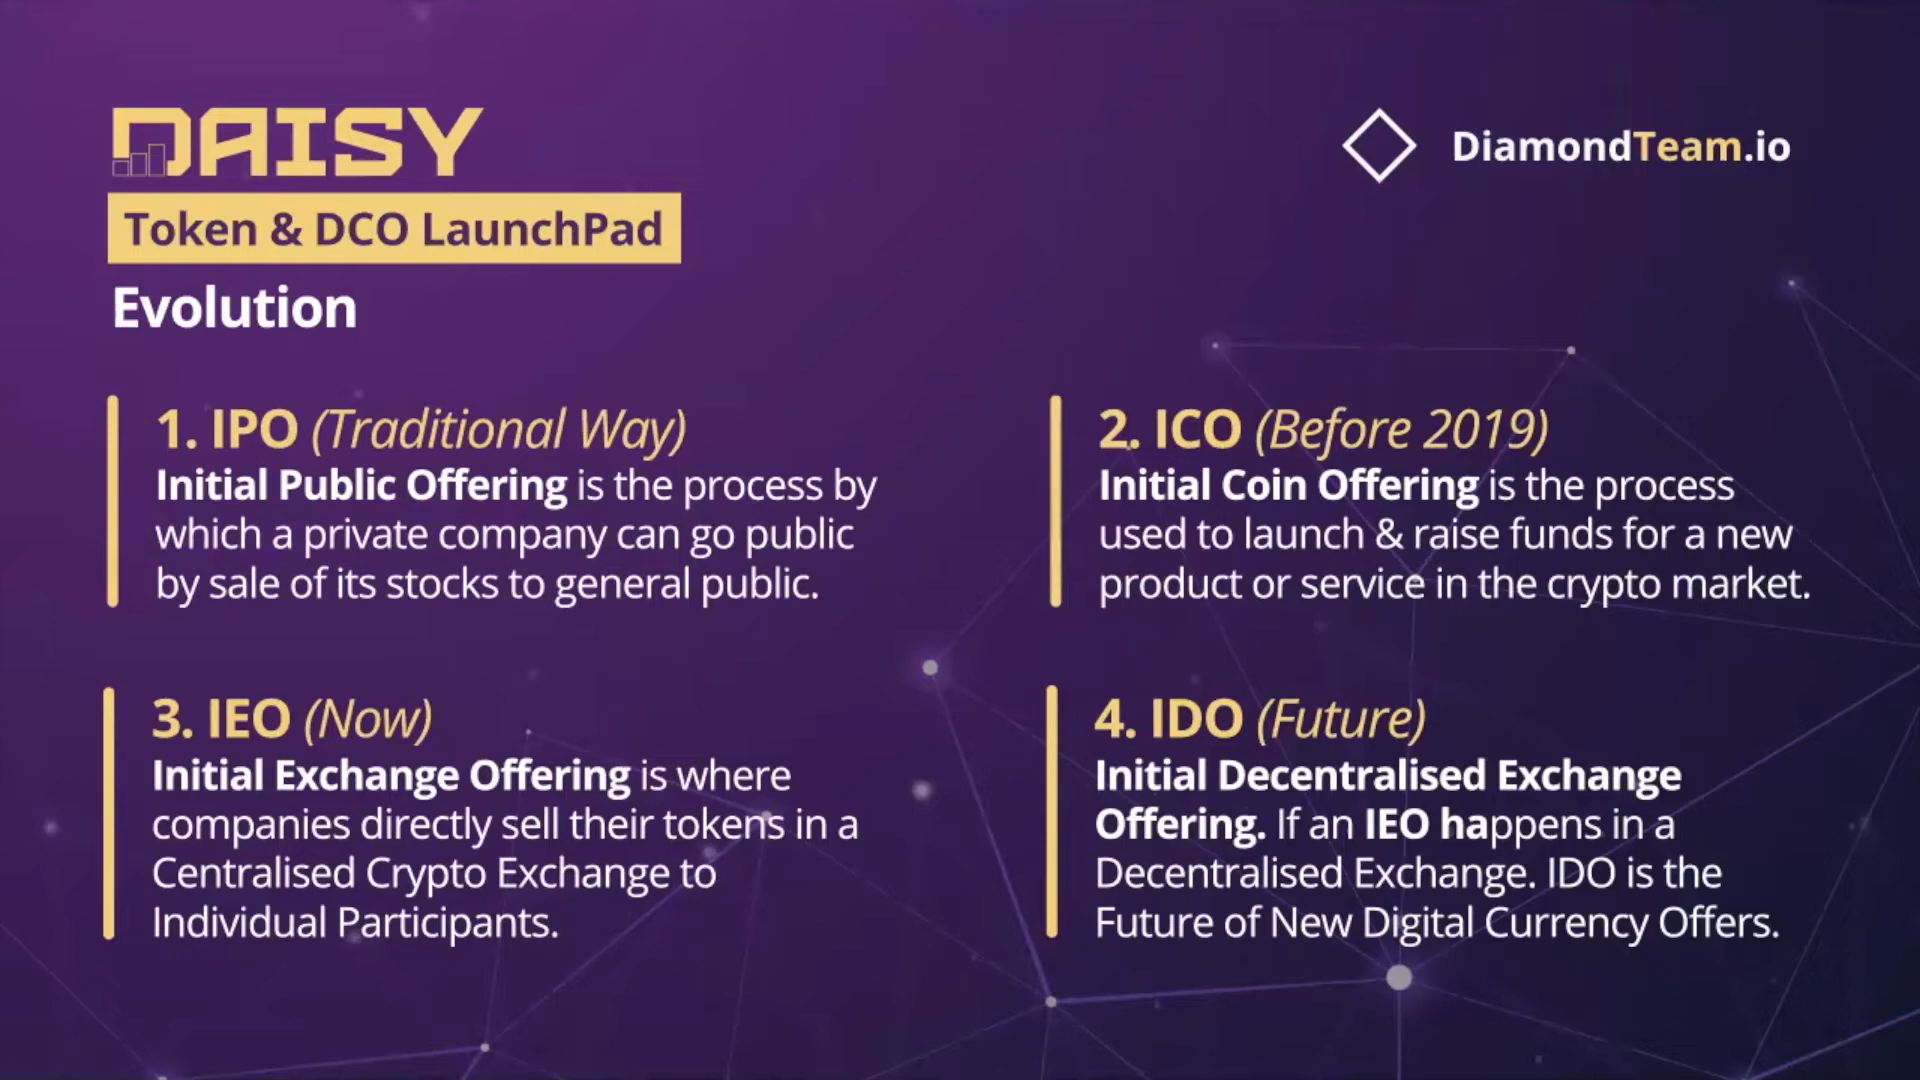 DAISY
DiamondTeam.io
Token & DCO LaunchPad
Evolution
1. IPO (Traditional Way)
Initial Public Offering is the process by
which a private company can go public
by sale of its stocks to general public.
2. ICO (Before 2019)
Initial Coin Offering is the process
used to launch & raise funds for a new
product or service in the crypto market.
3. IEO (Now)
Initial Exchange Offering is where
companies directly sell their tokens in a
Centralised Crypto Exchange to
Individual Participants.
4. IDO (Future)
Initial Decentralised Exchange
Offering. If an IEO happens in a
Decentralised Exchange. IDO is the
Future of New Digital Currency Offers.